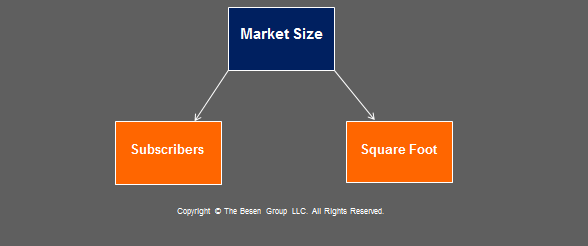 Market Size
Subscribers
Square Foot
Copyright © The Besen Group LLC. All Rights Reserved.